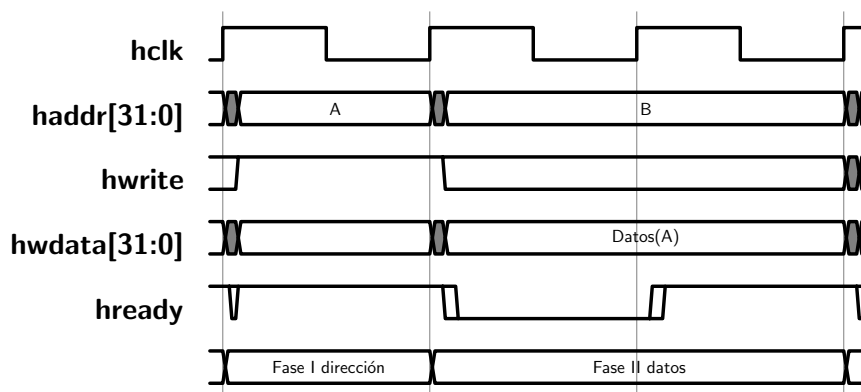 hclk
haddr[31:0] A B
hwrite
hwdata[31:0] Datos(A)
hready
Fase I dirección Fase II datos